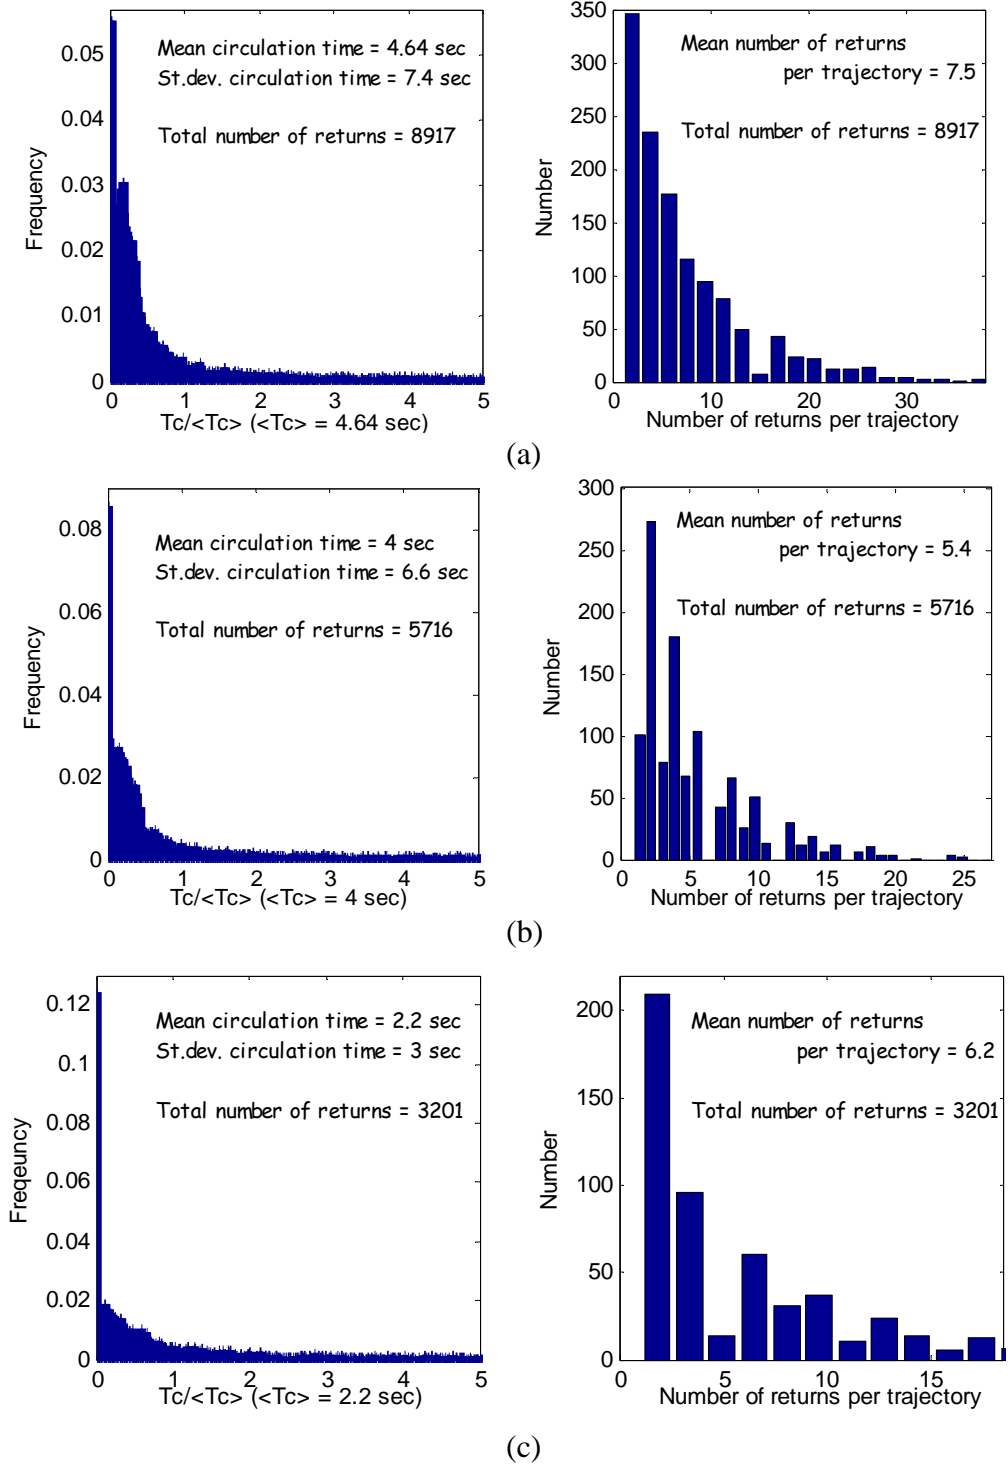 0.05
0.04
0.03
0.02
0.01
0
Frequency
Mean circulation time = 4.64 sec
St.dev. circulation time = 7.4 sec
Total number of returns = 8917
0 1 2 3 4 5
Tc/<Tc> (<Tc> = 4.64 sec)
350
300
250
200
150
100
50
0
Number
Mean number of returns
per trajectory = 7.5
Total number of returns = 8917
0 10 20 30
Number of returns per trajectory
(a)
0.08
0.06
0.04
0.02
0
Frequency
Mean circulation time = 4 sec
St.dev. circulation time = 6.6 sec
Total number of returns = 5716
0 1 2 3 4 5
Tc/<Tc> (<Tc> = 4 sec)
300
250
200
150
100
50
0
Number
Mean number of returns
per trajectory = 5.4
Total number of returns = 5716
0 5 10 15 20 25
Number of returns per trajectory
(b)
0.12
0.1
0.08
0.06
0.04
0.02
0
Freqeuncy
Mean circulation time = 2.2 sec
St.dev. circulation time = 3 sec
Total number of returns = 3201
0 1 2 3 4 5
Tc/<Tc> (<Tc> = 2.2 sec)
200
150
100
50
0
Number
Mean number of returns
per trajectory = 6.2
Total number of returns = 3201
0 5 10 15
Number of returns per trajectory
(c)